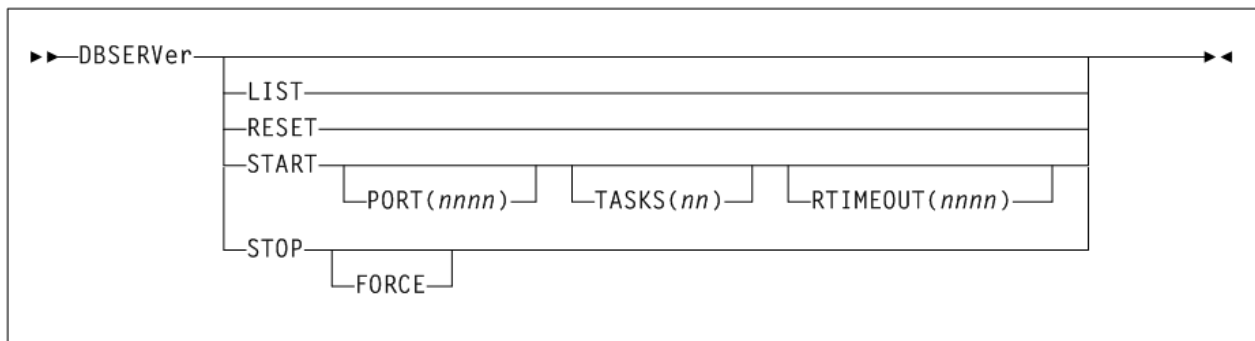 DBSERVer
LIST
RESET
START
PORT(nnnn) TASKS(nn) RTIMEOUT(nnnn)
STOP
FORCE